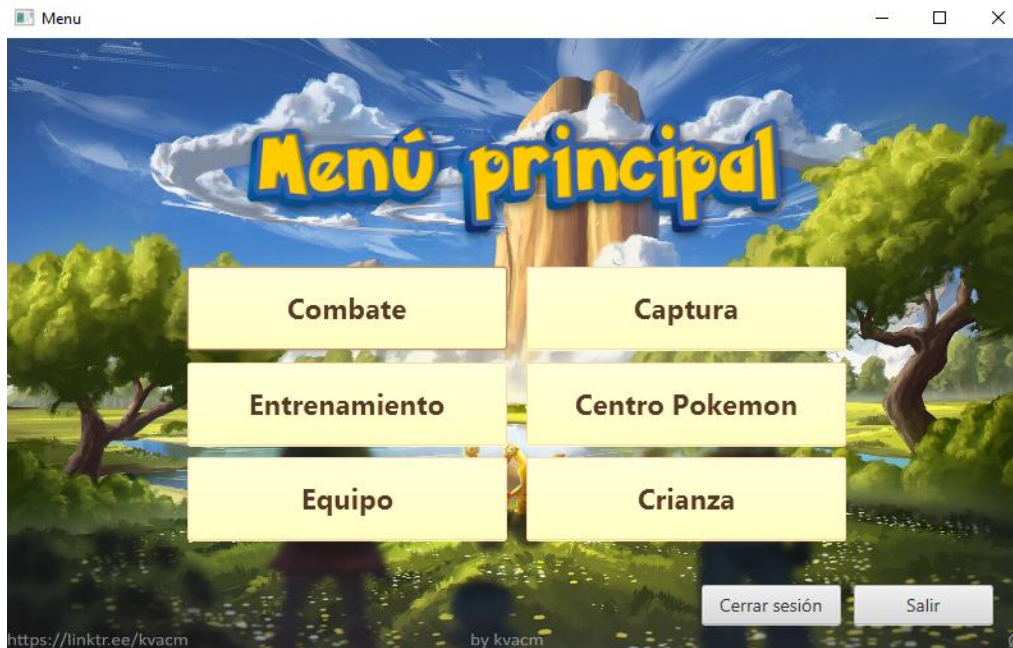 Menu
Menú principal
Combate
Captura
Entrenamiento
Centro Pokemon
Equipo
Crianza
Cerrar sesión
Salir
https://linktr.ee/kvacm
by kvacm